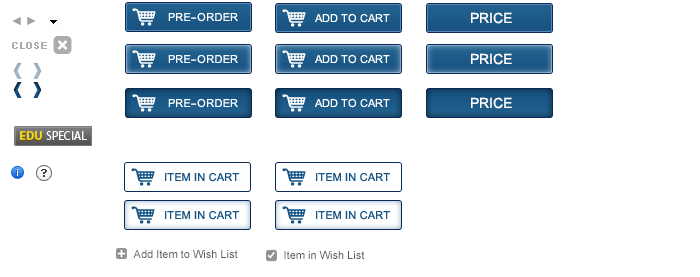 PRE-ORDER ADD TO CART PRICE
CLOSE
PRE-ORDER ADD TO CART PRICE
PRE-ORDER ADD TO CART PRICE
EDU SPECIAL
i ?
ITEM IN CART ITEM IN CART
ITEM IN CART ITEM IN CART
Add Item to Wish List Item in Wish List